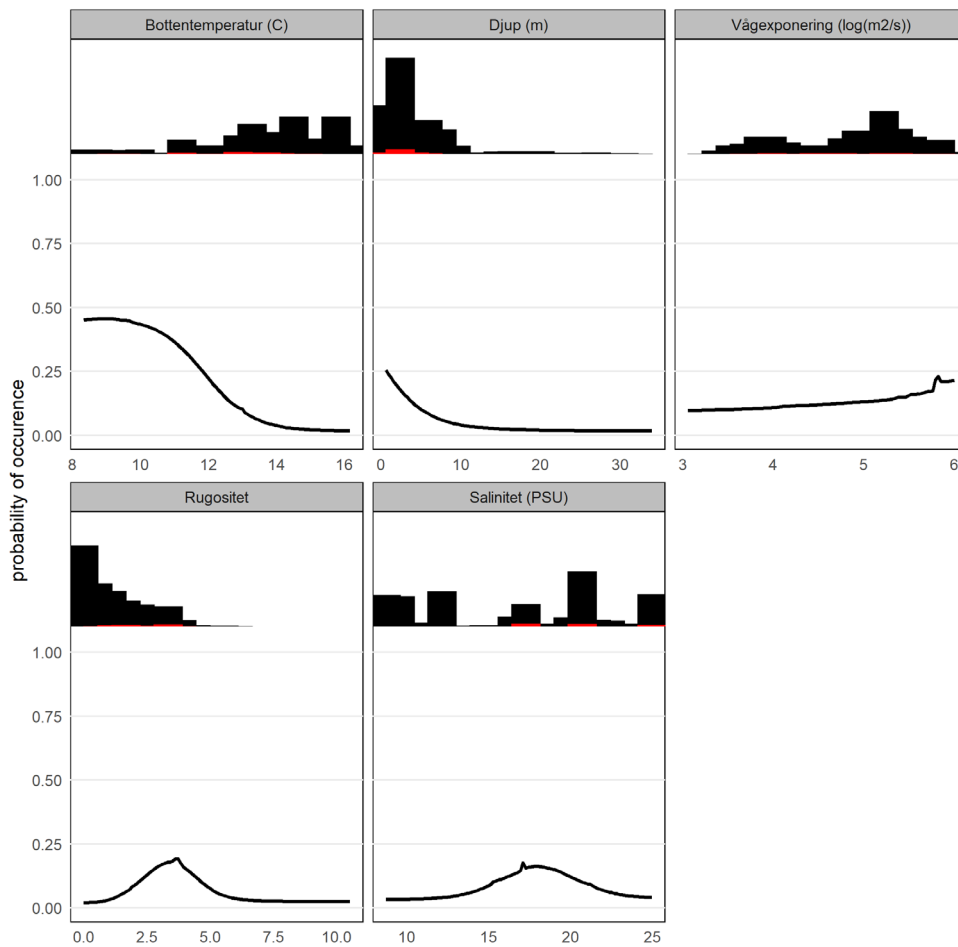 Bottentemperatur (C) Djup (m) Vågexponering (log(m2/s))
1.00
0.75
0.50
0.25
0.00
8 10 12 14 16 0 10 20 30 3 4 5 6
probability of occurence
Rugositet Salinitet (PSU)
1.00
0.75
0.50
0.25
0.00
0.0 2.5 5.0 7.5 10.0 10 15 20 25